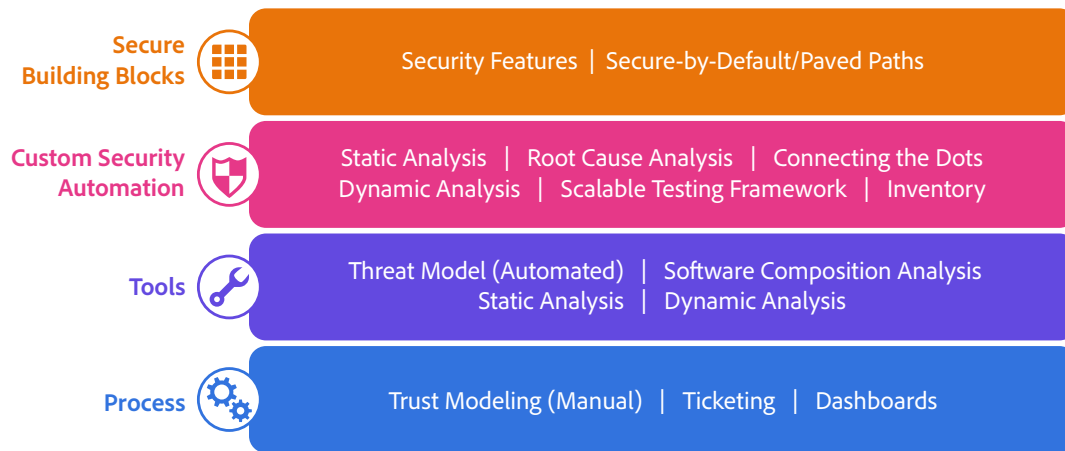 Secure
Building Blocks
Security Features | Secure-by-Default/Paved Paths
Custom Security
Automation
Static Analysis | Root Cause Analysis | Connecting the Dots
Dynamic Analysis | Scalable Testing Framework | Inventory
Tools
Threat Model (Automated) | Software Composition Analysis
Static Analysis | Dynamic Analysis
Process
Trust Modeling (Manual) | Ticketing | Dashboards